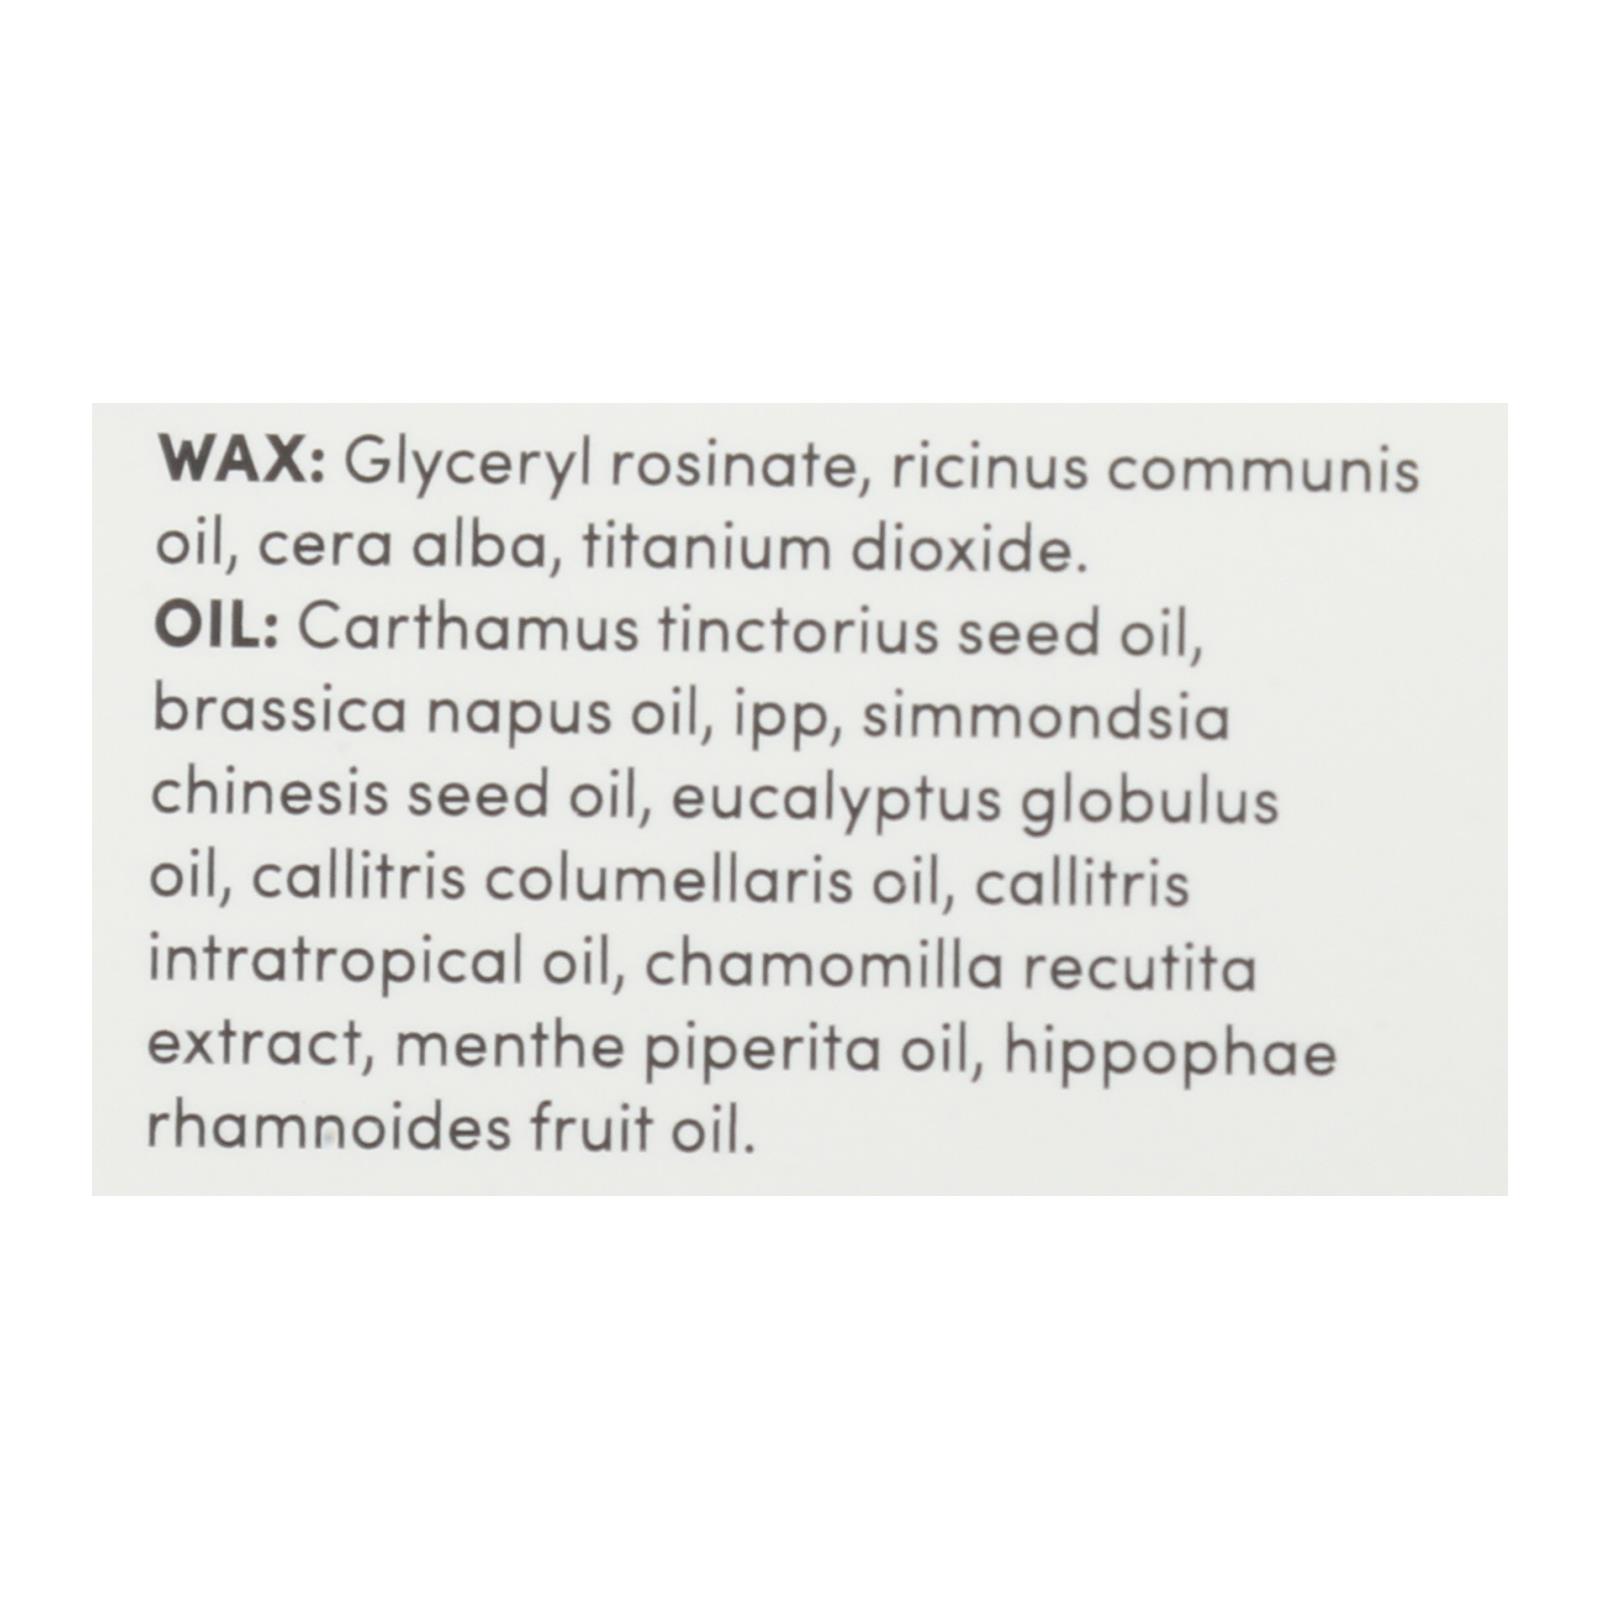 WAX: Glyceryl rosinate, ricinus communis
oil, cera alba, titanium dioxide.
OIL: Carthamus tinctorius seed oil,
brassica napus oil, ipp, simmondsia
chinesis seed oil, eucalyptus globulus
oil, callitris columellaris oil, callitris
intratropical oil, chamomilla recutita
extract, menthe piperita oil, hippophae
rhamnoides fruit oil.